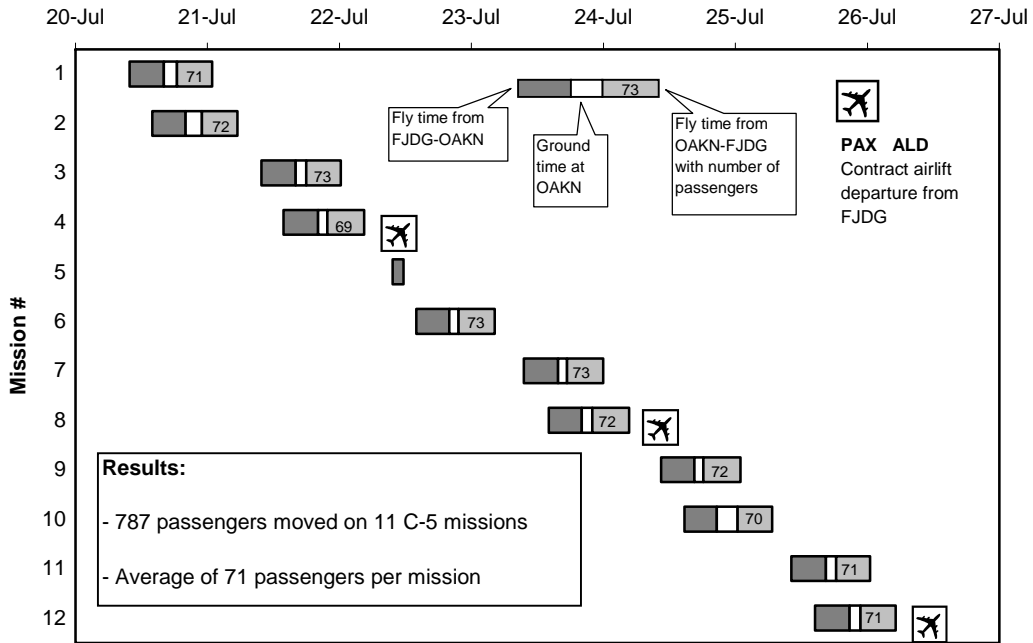 20-Jul 21-Jul 22-Jul 23-Jul 24-Jul 25-Jul 26-Jul 27-Jul
Mission #
1 71
73
Fly time from
FJDG-OAKN
Ground
time at
OAKN
Fly time from
OAKN-FJDG
with number of
passengers
PAX ALD
Contract airlift
departure from
FJDG
2 72
3 73
4 69
5
6 73
7 73
8 72
9 72
10 70
11 71
12 71
Results:
- 787 passengers moved on 11 C-5 missions
- Average of 71 passengers per mission